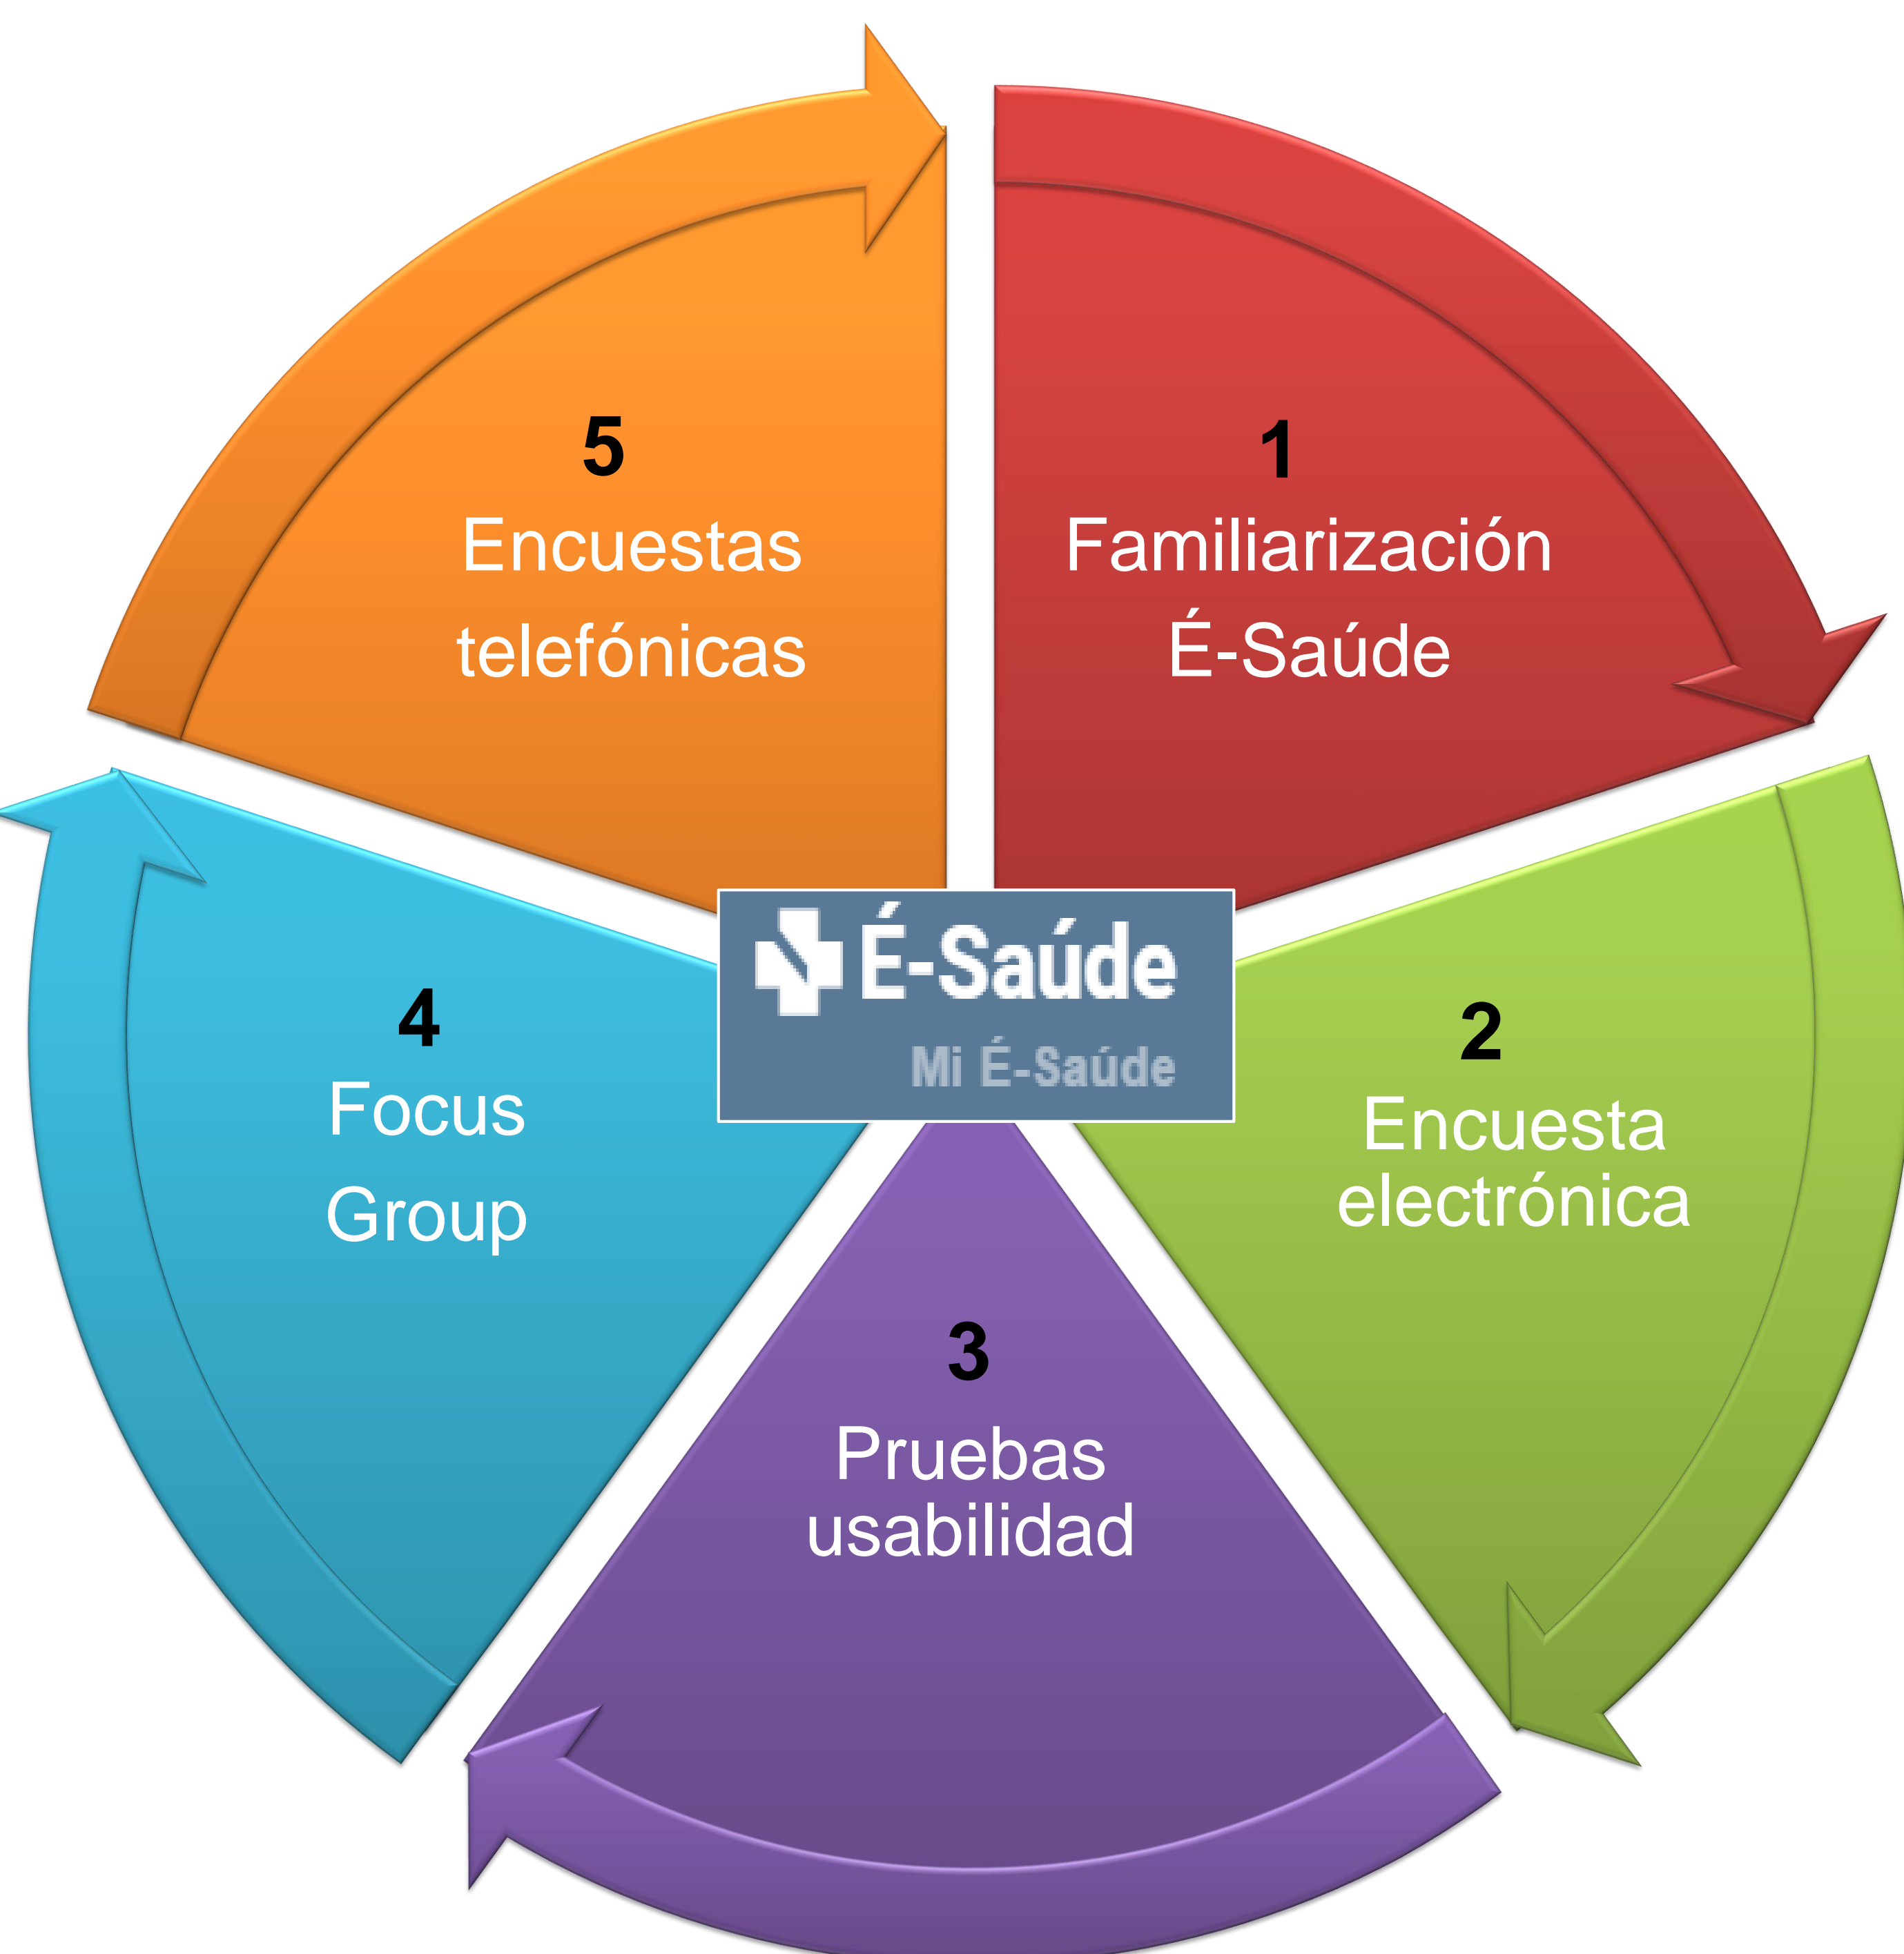 1
Familiarización
É-Saúde
2
Encuesta
electrónica
3
Pruebas
usabilidad
4
Focus
Group
5
Encuestas
telefónicas
É-Saúde
Mi É-Saúde